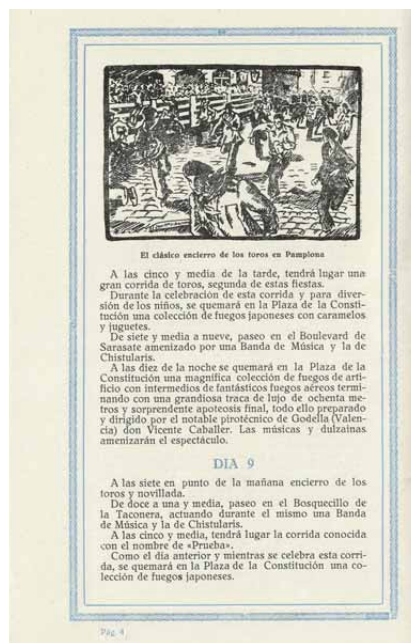 El clásico encierro de los toros en Pamplona
A las cinco y media de la tarde, tendrá lugar una
gran corrida de toros, segunda de estas fiestas.
Durante la celebración de esta corrida y para diver-
sión de los niños, se quemará en la Plaza de la Consti-
tución una colección de fuegos japoneses con caramelos
y juguetes.
De siete y media a nueve, paseo en el Boulevard de
Sarasate amenizado por una Banda de Música y la de
Chistularis.
A las diez de la noche se quemará en la Plaza de la
Constitución una magnífica colección de fuegos de arti-
ficio con intermedios de fantásticos fuegos aéreos termi-
nando con una grandiosa traca de lujo de ochenta me-
tros y sorprendente apoteosis final, todo ello preparado
y dirigido por el notable pirotécnico de Godella (Valen-
cia) don Vicente Caballer. Las músicas y dulzainas
amenizarán el espectáculo.
DIA 9
A las siete en punto de la mañana encierro de los
toros y novillada.
De doce a una y media, paseo en el Bosquecillo de
la Taconera, actuando durante el mismo una Banda
de Música y la de Chistularis.
A las cinco y media, tendrá lugar la corrida conocida
con el nombre de «Prueba».
Como el día anterior y mientras se celebra esta corri-
da, se quemará en la Plaza de la Constitución una co-
lección de fuegos japoneses.
Pág 4